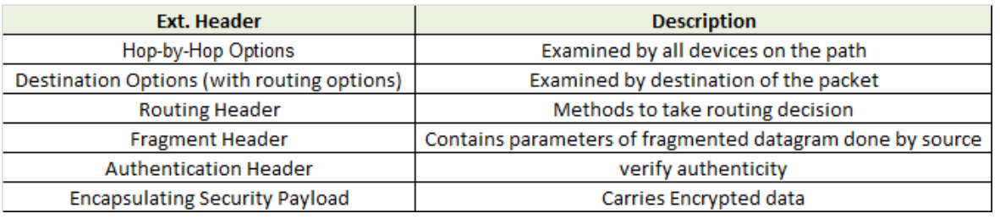 Ext. Header Description
Hop-by-Hop Options Examined by all devices on the path
Destination Options (with routing options) Examined by destination of the packet
Routing Header Methods to take routing decision
Fragment Header Contains parameters of fragmented datagram done by source
Authentication Header verify authenticity
Encapsulating Security Payload Carries Encrypted data